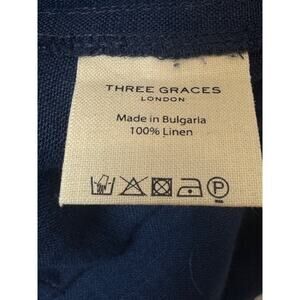 THREE GRACES
LONDON
Made in Bulgaria
100% Linen
P